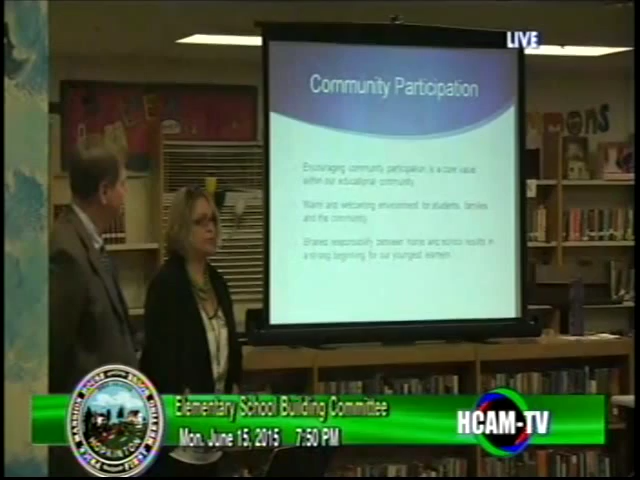 LIVE
Community Participation
Encouraging community participation is a core value
within our educational community
Warm and welcoming environment for students, families
and the community
Shared responsibility between home and school results in
a strong beginning for our youngest learners
Elementary School Building Committee
Mon. June 15, 2015 7:50 PM
HCAM-TV
HOPKINTON